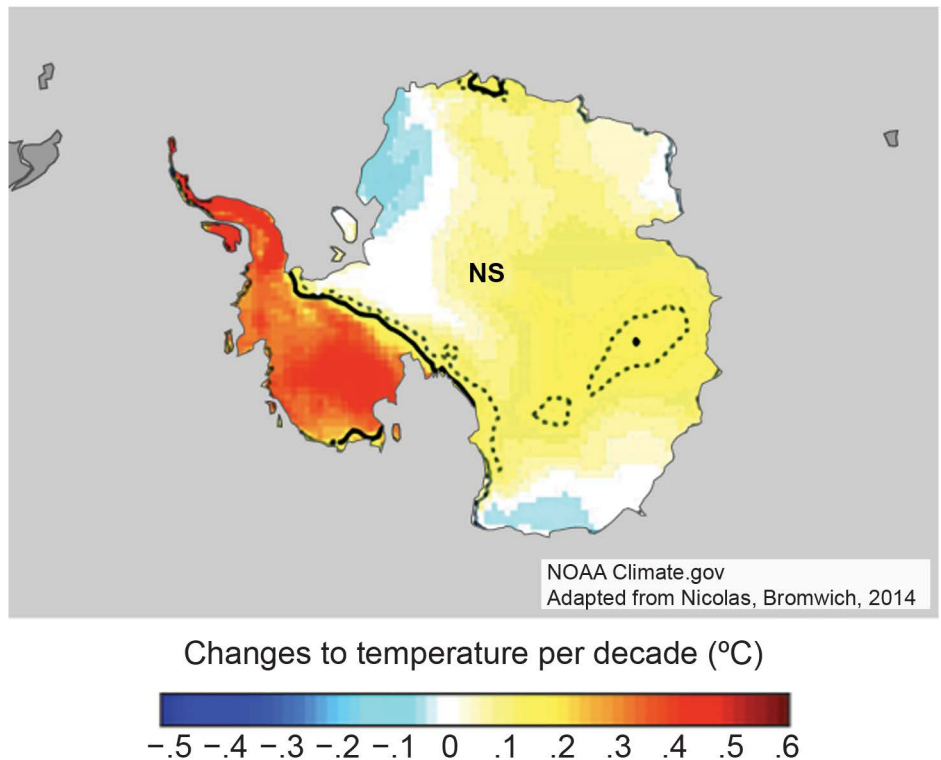 NS
NOAA Climate.gov
Adapted from Nicolas, Bromwich, 2014
Changes to temperature per decade (ºC)
−.5 −.4 −.3 −.2 −.1 0 .1 .2 .3 .4 .5 .6